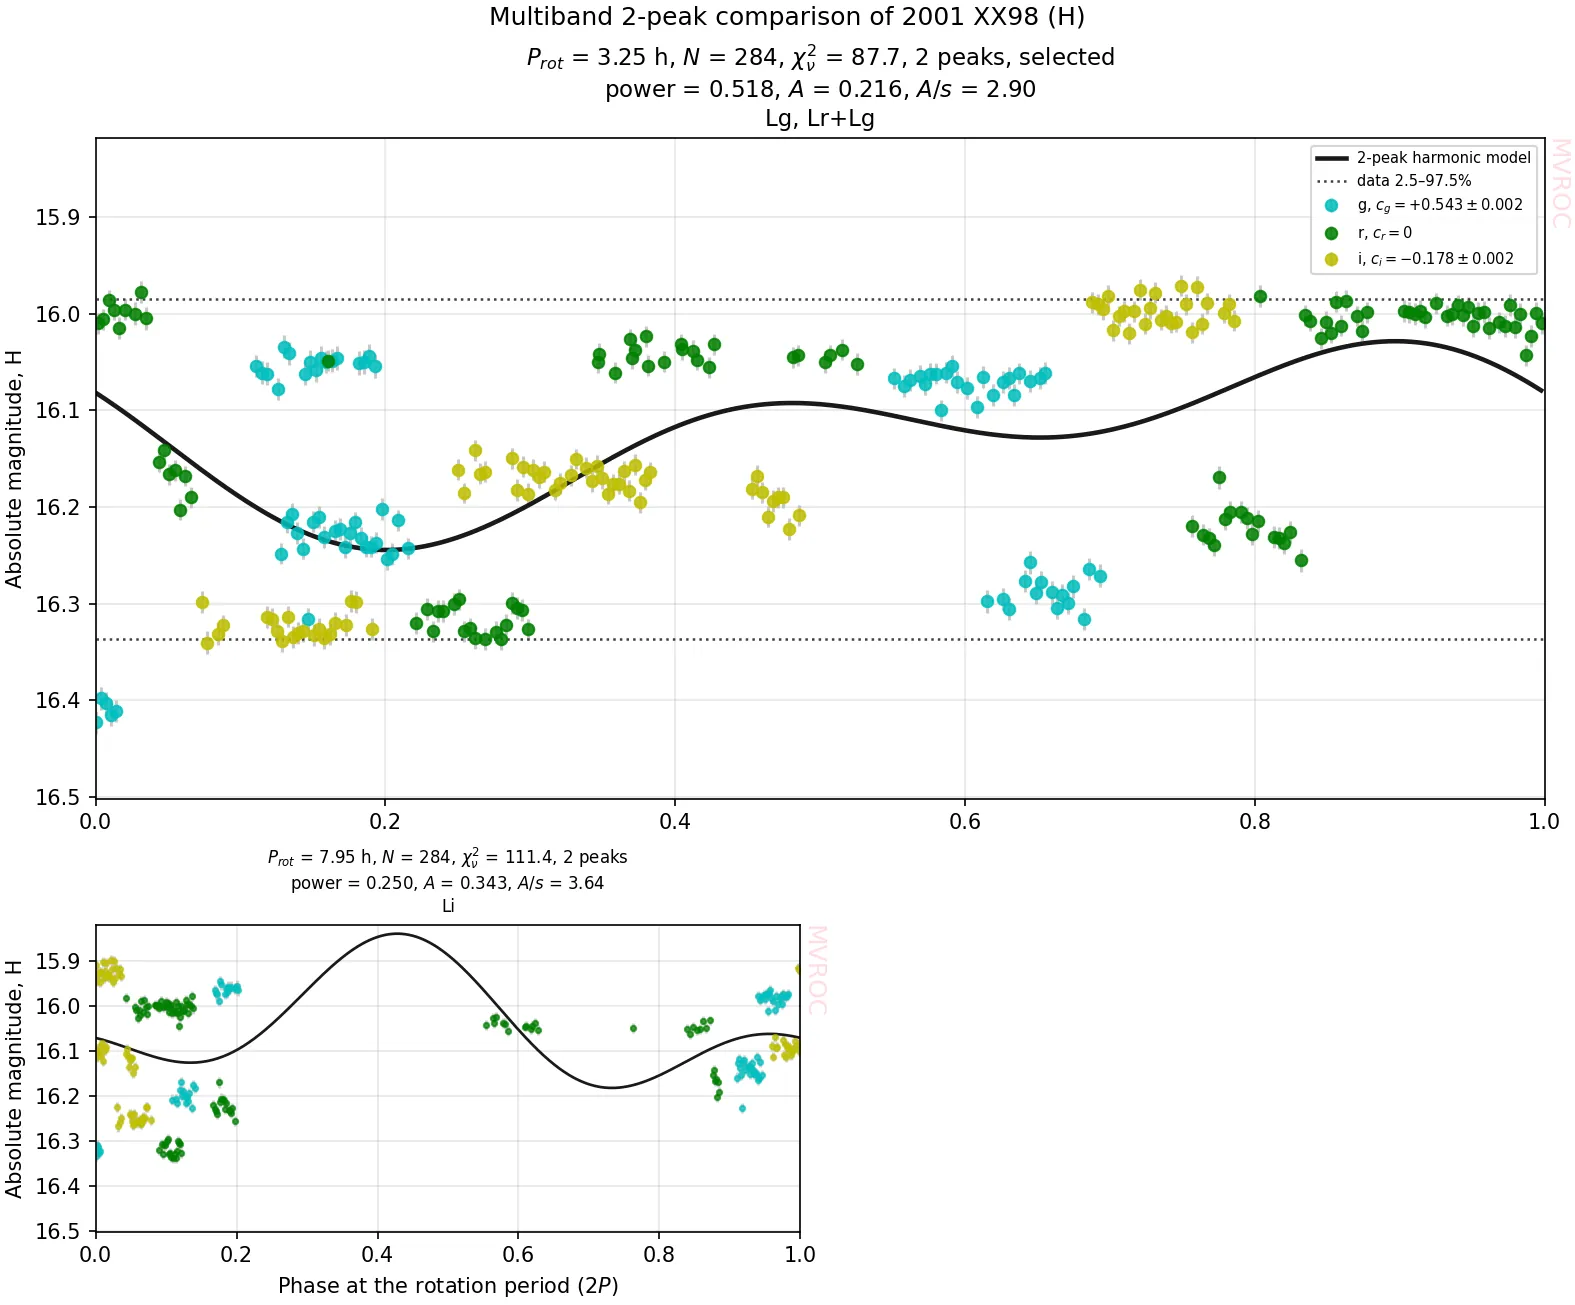 Multiband 2-peak comparison of 2001 XX98 (H)
P_rot = 3.25 h, N = 284, χ²_ν = 87.7, 2 peaks, selected
power = 0.518, A = 0.216, A/s = 2.90
Lg, Lr+Lg
2-peak harmonic model
data 2.5–97.5%
g, c_g = +0.543 ± 0.002
r, c_r = 0
i, c_i = −0.178 ± 0.002
MVROC
Absolute magnitude, H
15.9
16.0
16.1
16.2
16.3
16.4
16.5
0.0 0.2 0.4 0.6 0.8 1.0
P_rot = 7.95 h, N = 284, χ²_ν = 111.4, 2 peaks
power = 0.250, A = 0.343, A/s = 3.64
Li
MVROC
Absolute magnitude, H
15.9
16.0
16.1
16.2
16.3
16.4
16.5
0.0 0.2 0.4 0.6 0.8 1.0
Phase at the rotation period (2P)